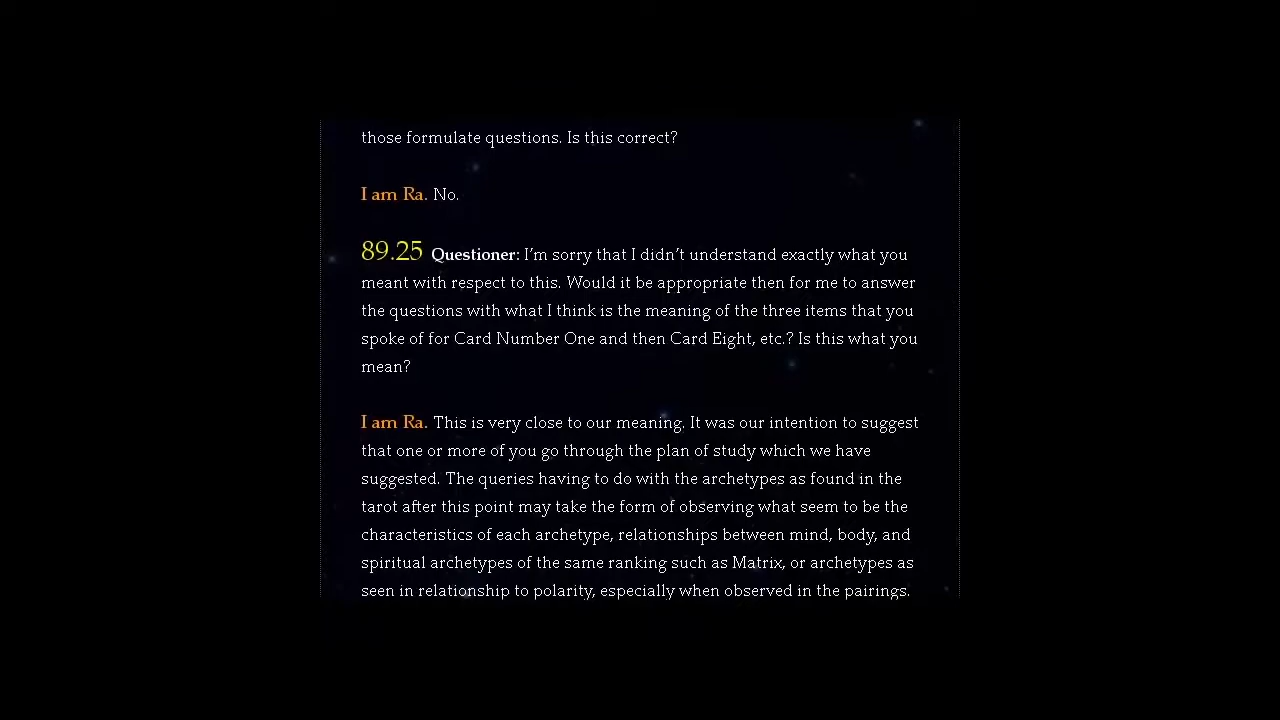 those formulate questions. Is this correct?
I am Ra. No.
89.25 Questioner: I’m sorry that I didn’t understand exactly what you
meant with respect to this. Would it be appropriate then for me to answer
the questions with what I think is the meaning of the three items that you
spoke of for Card Number One and then Card Eight, etc.? Is this what you
mean?
I am Ra. This is very close to our meaning. It was our intention to suggest
that one or more of you go through the plan of study which we have
suggested. The queries having to do with the archetypes as found in the
tarot after this point may take the form of observing what seem to be the
characteristics of each archetype, relationships between mind, body, and
spiritual archetypes of the same ranking such as Matrix, or archetypes as
seen in relationship to polarity, especially when observed in the pairings.